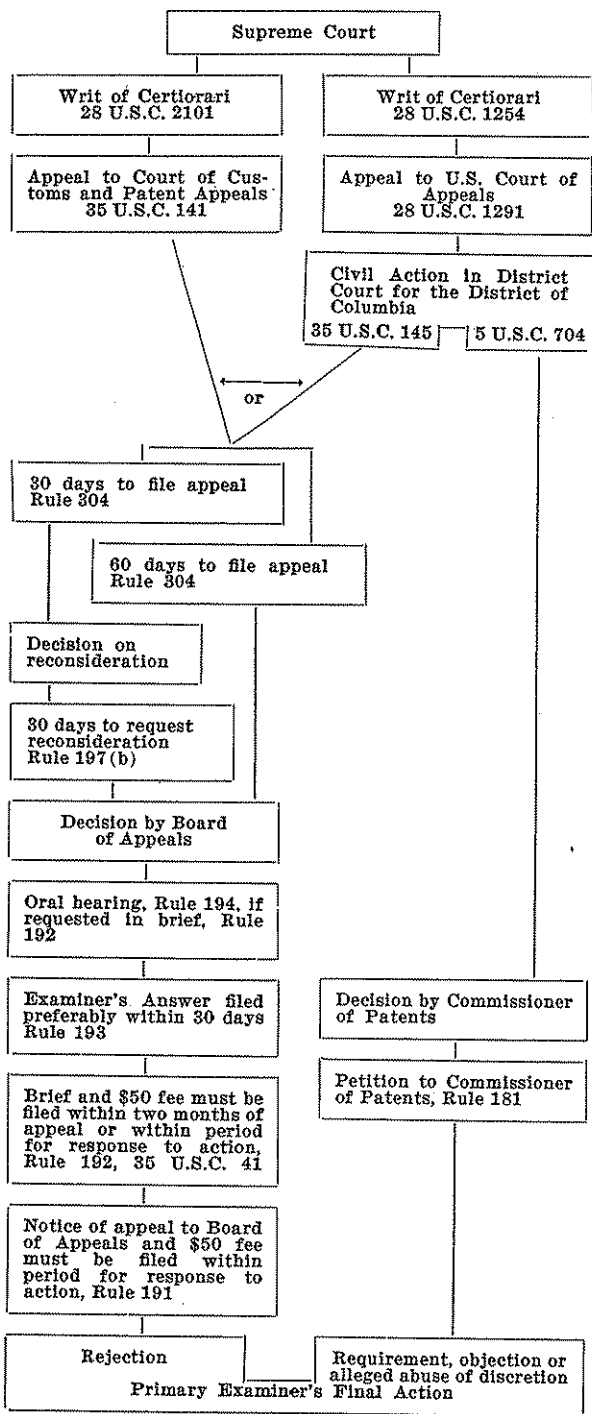 Supreme Court
Writ of Certiorari
28 U.S.C. 2101
Writ of Certiorari
28 U.S.C. 1254
Appeal to Court of Cus-
toms and Patent Appeals
35 U.S.C. 141
Appeal to U.S. Court of
Appeals
28 U.S.C. 1291
Civil Action in District
Court for the District of
Columbia
35 U.S.C. 145
5 U.S.C. 704
or
30 days to file appeal
Rule 304
60 days to file appeal
Rule 304
Decision on
reconsideration
30 days to request
reconsideration
Rule 197(b)
Decision by Board
of Appeals
Oral hearing, Rule 194, if
requested in brief, Rule
192
Examiner's Answer filed
preferably within 30 days
Rule 193
Decision by Commissioner
of Patents
Brief and $50 fee must be
filed within two months of
appeal or within period
for response to action,
Rule 192, 35 U.S.C. 41
Petition to Commissioner
of Patents, Rule 181
Notice of appeal to Board
of Appeals and $50 fee
must be filed within
period for response to
action, Rule 191
Rejection
Requirement, objection or
alleged abuse of discretion
Primary Examiner's Final Action